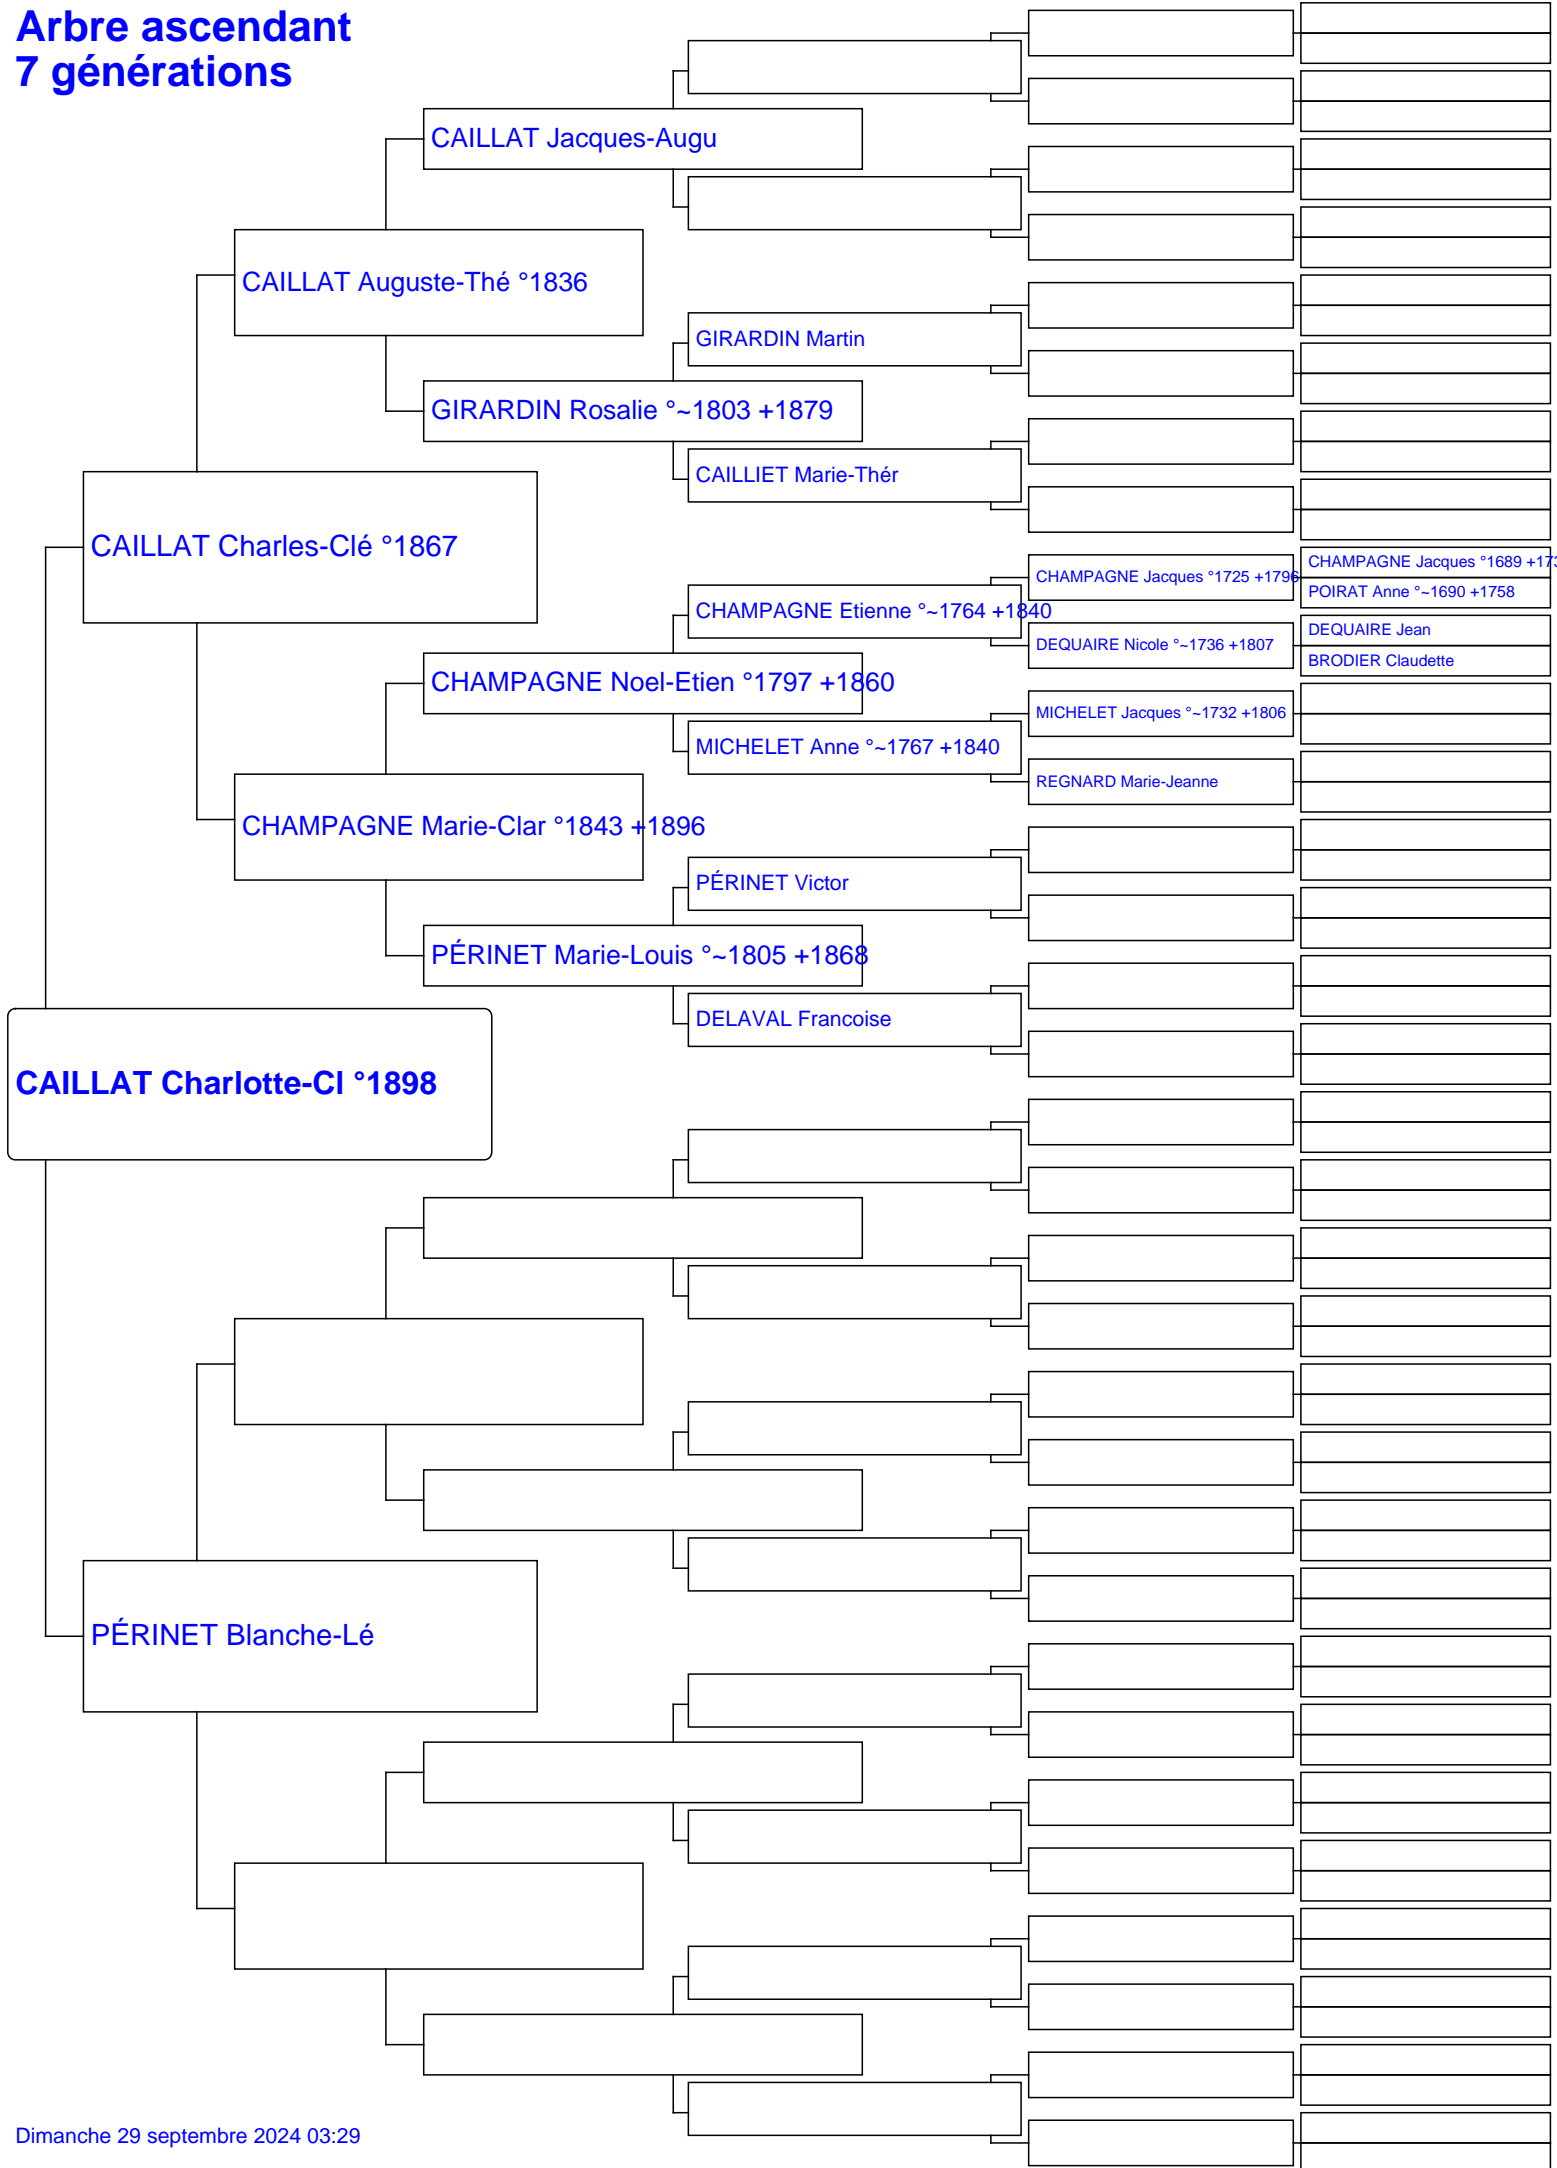 Arbre ascendant
7 générations
CAILLAT Jacques-Augu
CAILLAT Auguste-Thé °1836
GIRARDIN Martin
GIRARDIN Rosalie °~1803 +1879
CAILLIET Marie-Thér
CAILLAT Charles-Clé °1867
CHAMPAGNE Jacques °1689 +173
CHAMPAGNE Jacques °1725 +1796
POIRAT Anne °~1690 +1758
CHAMPAGNE Etienne °~1764 +1840
DEQUAIRE Jean
DEQUAIRE Nicole °~1736 +1807
BRODIER Claudette
CHAMPAGNE Noel-Etien °1797 +1860
MICHELET Jacques °~1732 +1806
MICHELET Anne °~1767 +1840
REGNARD Marie-Jeanne
CHAMPAGNE Marie-Clar °1843 +1896
PÉRINET Victor
PÉRINET Marie-Louis °~1805 +1868
DELAVAL Francoise
CAILLAT Charlotte-Cl °1898
PÉRINET Blanche-Lé
Dimanche 29 septembre 2024 03:29